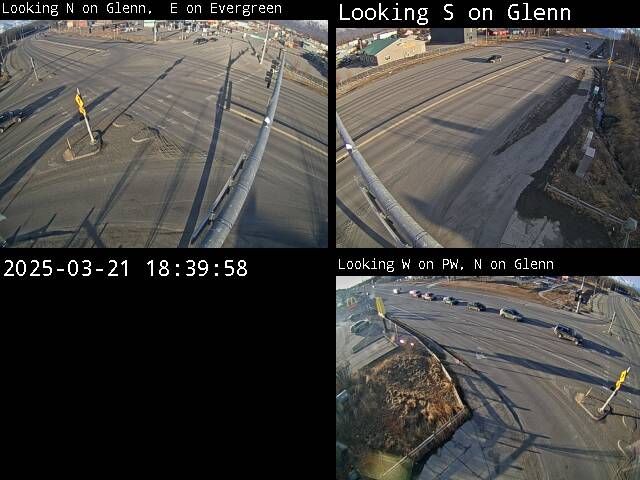 Looking N on Glenn,  E on Evergreen
Looking S on Glenn
2025-03-21 18:39:58
Looking W on PW, N on Glenn